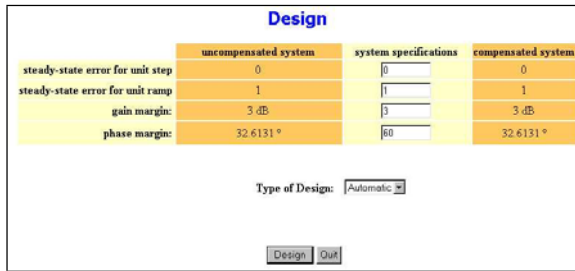 Design
uncompensated system system specifications compensated system
steady-state error for unit step 0 0 0
steady-state error for unit ramp 1 1 1
gain margin: 3 dB 3 3 dB
phase margin: 32.6131 ° 60 32.6131 °
Type of Design: Automatic
Design Quit